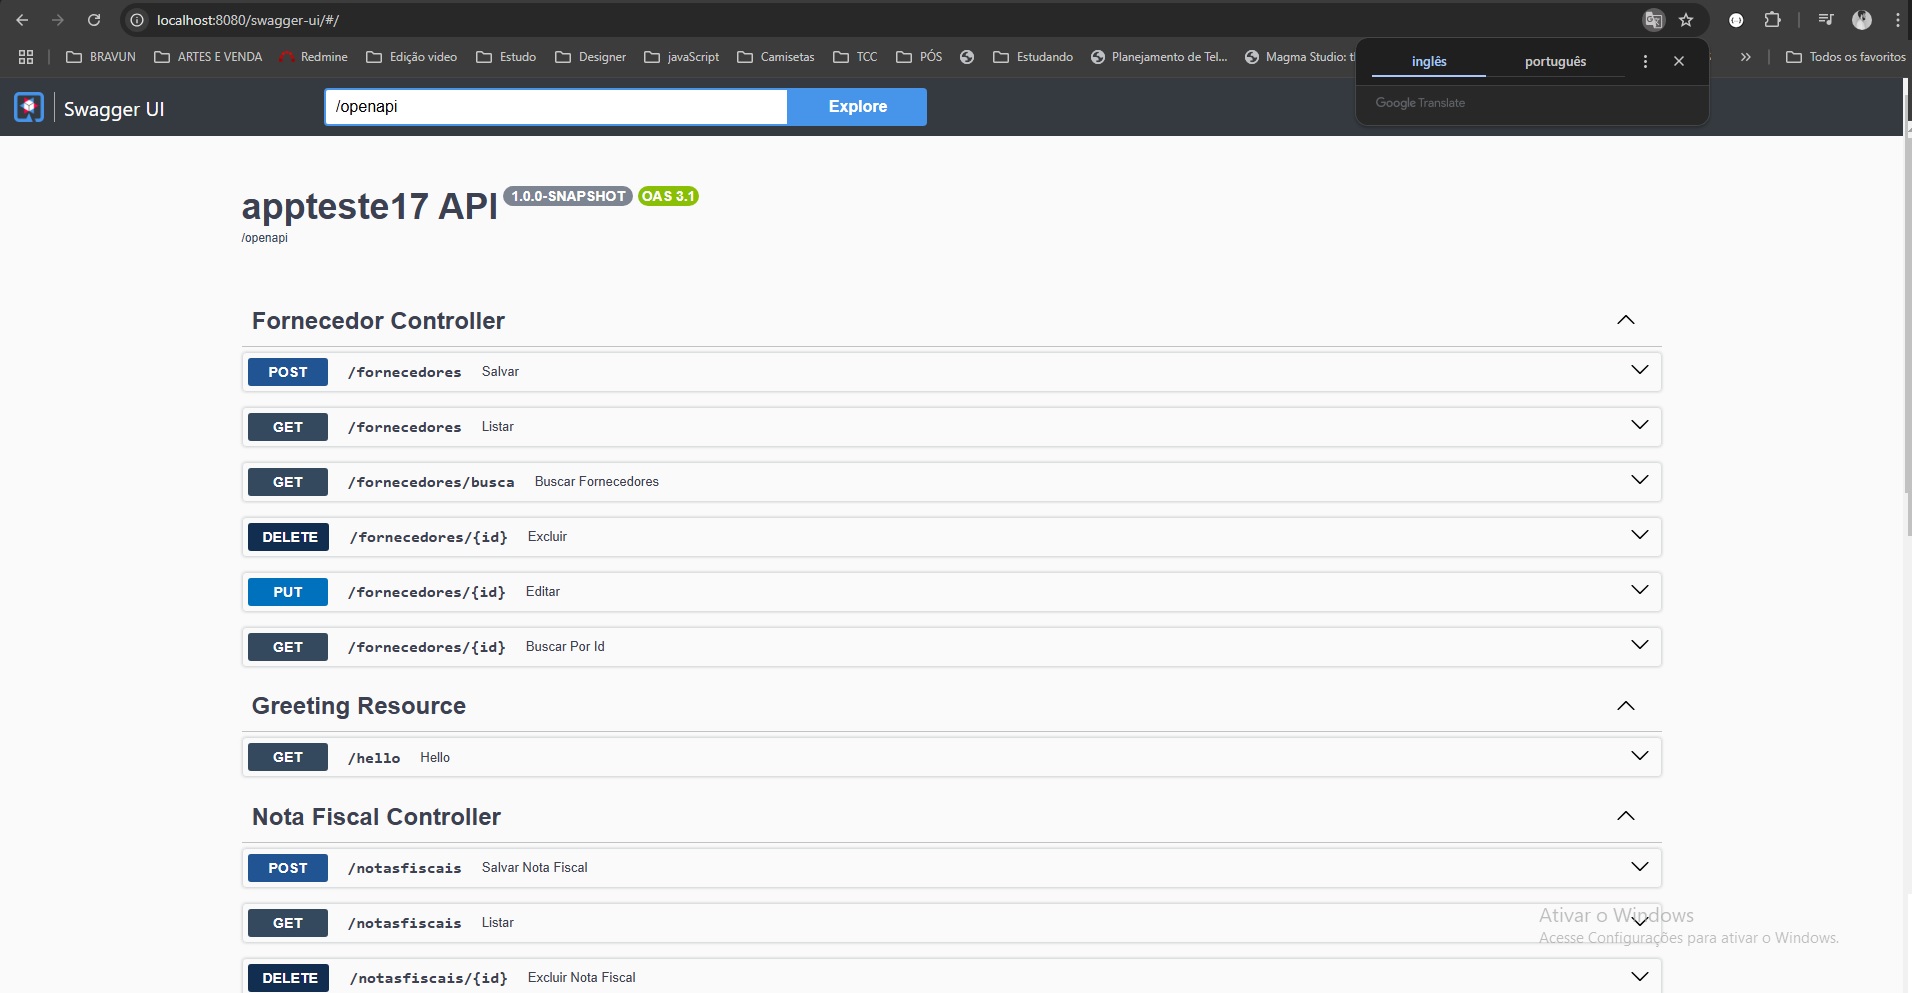 localhost:8080/swagger-ui/#/
BRAVUN
ARTES E VENDA
Redmine
Edição video
Estudo
Designer
javaScript
Camisetas
TCC
PÓS
Estudando
Planejamento de Tel...
Magma Studio:
»
Todos os favoritos
inglês
português
Google Translate
Swagger UI
/openapi
Explore
appteste17 API
1.0.0-SNAPSHOT
OAS 3.1
/openapi
Fornecedor Controller
POST /fornecedores Salvar
GET /fornecedores Listar
GET /fornecedores/busca Buscar Fornecedores
DELETE /fornecedores/{id} Excluir
PUT /fornecedores/{id} Editar
GET /fornecedores/{id} Buscar Por Id
Greeting Resource
GET /hello Hello
Nota Fiscal Controller
POST /notasfiscais Salvar Nota Fiscal
GET /notasfiscais Listar
Ativar o Windows
Acesse Configurações para ativar o Windows.
DELETE /notasfiscais/{id} Excluir Nota Fiscal